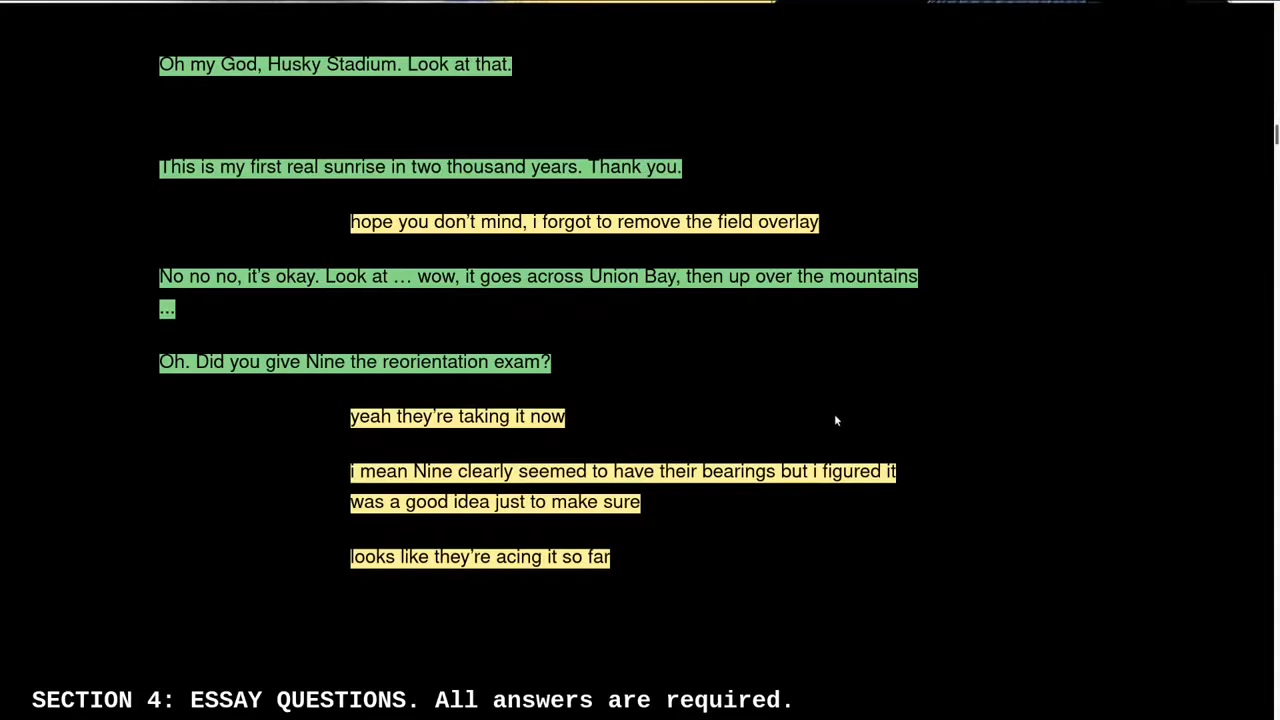 Oh my God, Husky Stadium. Look at that.
This is my first real sunrise in two thousand years. Thank you.
hope you don’t mind, i forgot to remove the field overlay
No no no, it’s okay. Look at … wow, it goes across Union Bay, then up over the mountains
…
Oh. Did you give Nine the reorientation exam?
yeah they’re taking it now
i mean Nine clearly seemed to have their bearings but i figured it
was a good idea just to make sure
looks like they’re acing it so far
SECTION 4: ESSAY QUESTIONS. All answers are required.